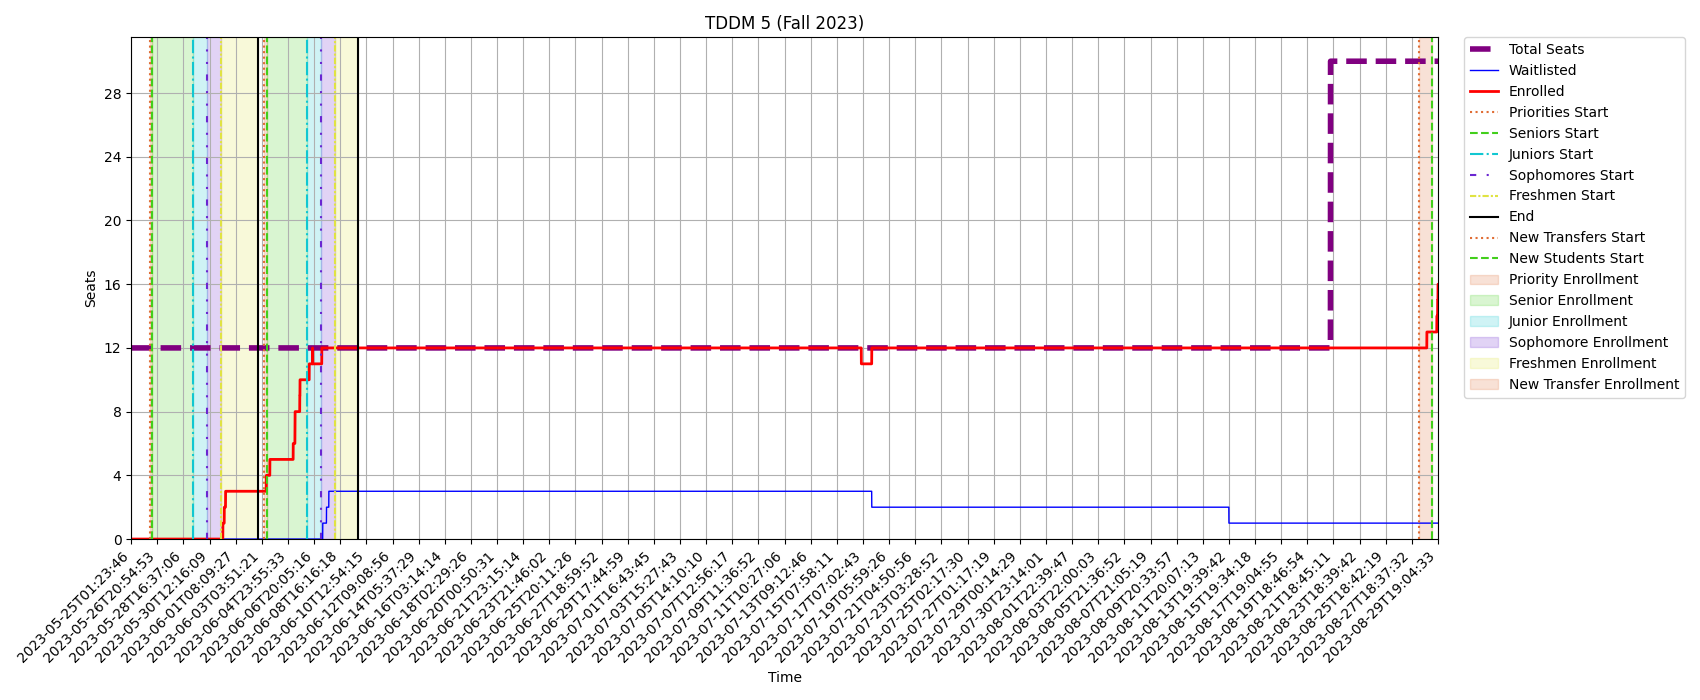 TDDM 5 (Fall 2023)
Seats
28
24
20
16
12
8
4
0
2023-05-25T01:23:46
2023-05-26T20:54:53
2023-05-28T16:37:06
2023-05-30T12:16:09
2023-06-01T08:09:27
2023-06-03T03:51:21
2023-06-04T23:55:33
2023-06-06T20:05:16
2023-06-08T16:16:18
2023-06-10T12:54:15
2023-06-12T09:08:56
2023-06-14T05:37:29
2023-06-16T03:14:14
2023-06-18T02:29:26
2023-06-20T00:50:31
2023-06-21T23:15:14
2023-06-23T21:46:02
2023-06-25T20:11:26
2023-06-27T18:59:52
2023-06-29T17:44:59
2023-07-01T16:43:45
2023-07-03T15:27:43
2023-07-05T14:10:10
2023-07-07T12:56:17
2023-07-09T11:36:52
2023-07-11T10:27:06
2023-07-13T09:12:46
2023-07-15T07:58:11
2023-07-17T07:02:43
2023-07-19T05:59:26
2023-07-21T04:50:56
2023-07-23T03:28:52
2023-07-25T02:17:30
2023-07-27T01:17:19
2023-07-29T00:14:29
2023-07-30T23:14:01
2023-08-01T22:39:47
2023-08-03T22:00:03
2023-08-05T21:36:52
2023-08-07T21:05:19
2023-08-09T20:33:57
2023-08-11T20:07:13
2023-08-13T19:39:42
2023-08-15T19:34:18
2023-08-17T19:04:55
2023-08-19T18:46:54
2023-08-21T18:45:11
2023-08-23T18:39:42
2023-08-25T18:42:19
2023-08-27T18:37:32
2023-08-29T19:04:33
Time
Total Seats
Waitlisted
Enrolled
Priorities Start
Seniors Start
Juniors Start
Sophomores Start
Freshmen Start
End
New Transfers Start
New Students Start
Priority Enrollment
Senior Enrollment
Junior Enrollment
Sophomore Enrollment
Freshmen Enrollment
New Transfer Enrollment